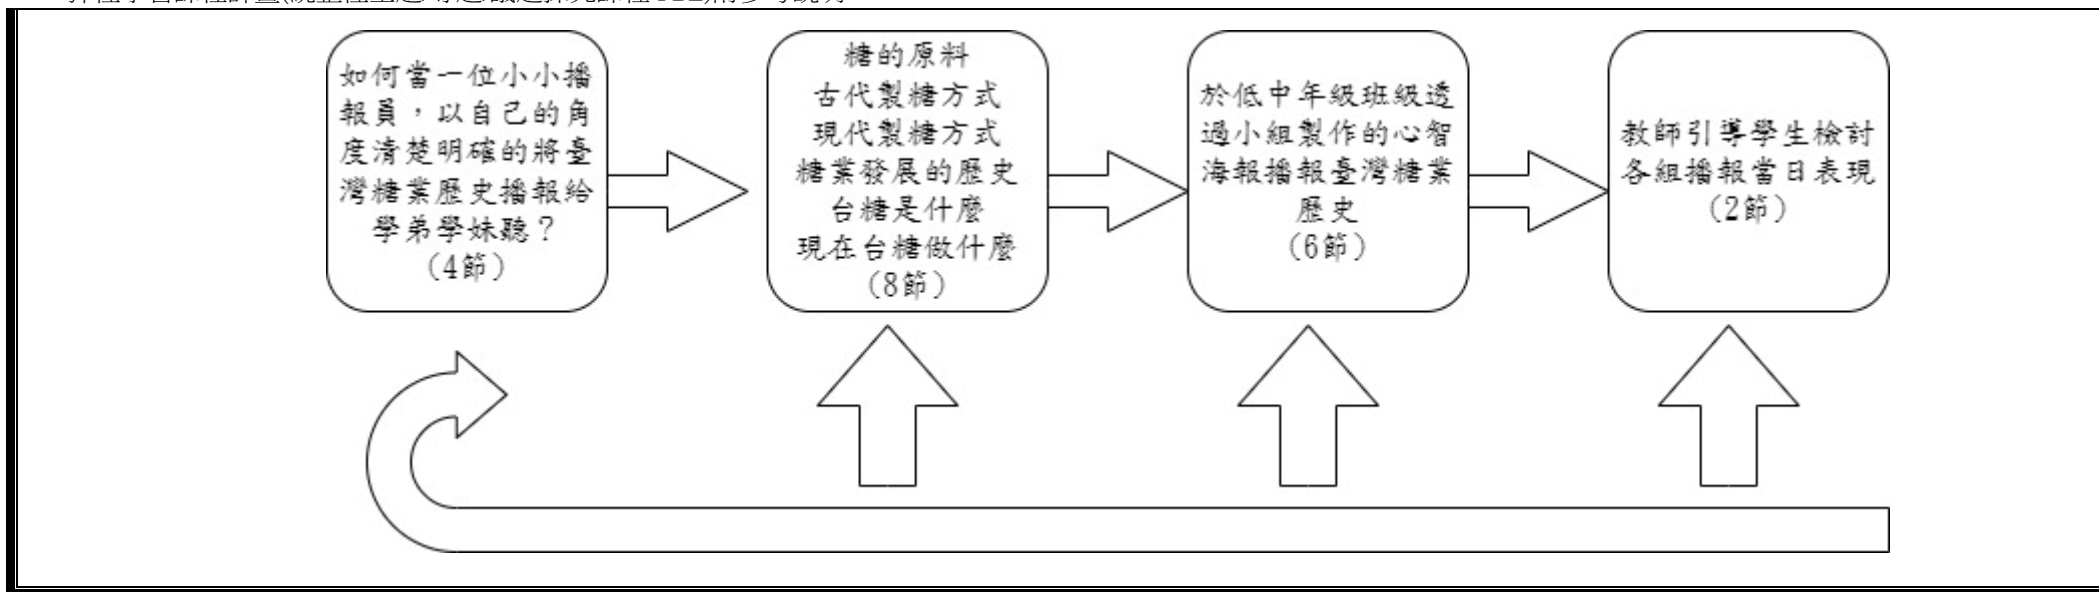 如何當一位小小播
報員，以自己的角
度清楚明確的將臺
灣糖業歷史播報給
學弟學妹聽？
（4節）
糖的原料
古代製糖方式
現代製糖方式
糖業發展的歷史
台糖是什麼
現在台糖做什麼
（8節）
於低中年級班級透
過小組製作的心智
海報播報臺灣糖業
歷史
（6節）
教師引導學生檢討
各組播報當日表現
（2節）